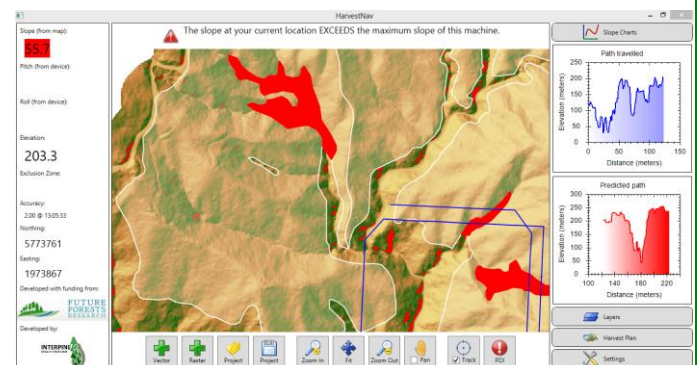 HarvestNav
Slope (from map):
55.7
Pitch (from device):
Roll (from device):
Elevation:
203.3
Exclusion Zone:
Accuracy:
2.00 @ 13:05:33
Northing:
5773761
Easting:
1973867
Developed with funding from:
FUTURE
FORESTS
RESEARCH
Developed by:
INTERPINE
The slope at your current location EXCEEDS the maximum slope of this machine.
Vector
Raster
Project
Project
Zoom In
Fit
Zoom Out
Pan
Track
POI
Slope Charts
Path travelled
Elevation (meters)
250
200
150
100
50
0
0 50 100 150
Distance (meters)
Predicted path
Elevation (meters)
300
250
200
150
100
50
0
100 140 180 220
Distance (meters)
Layers
Harvest Plan
Settings